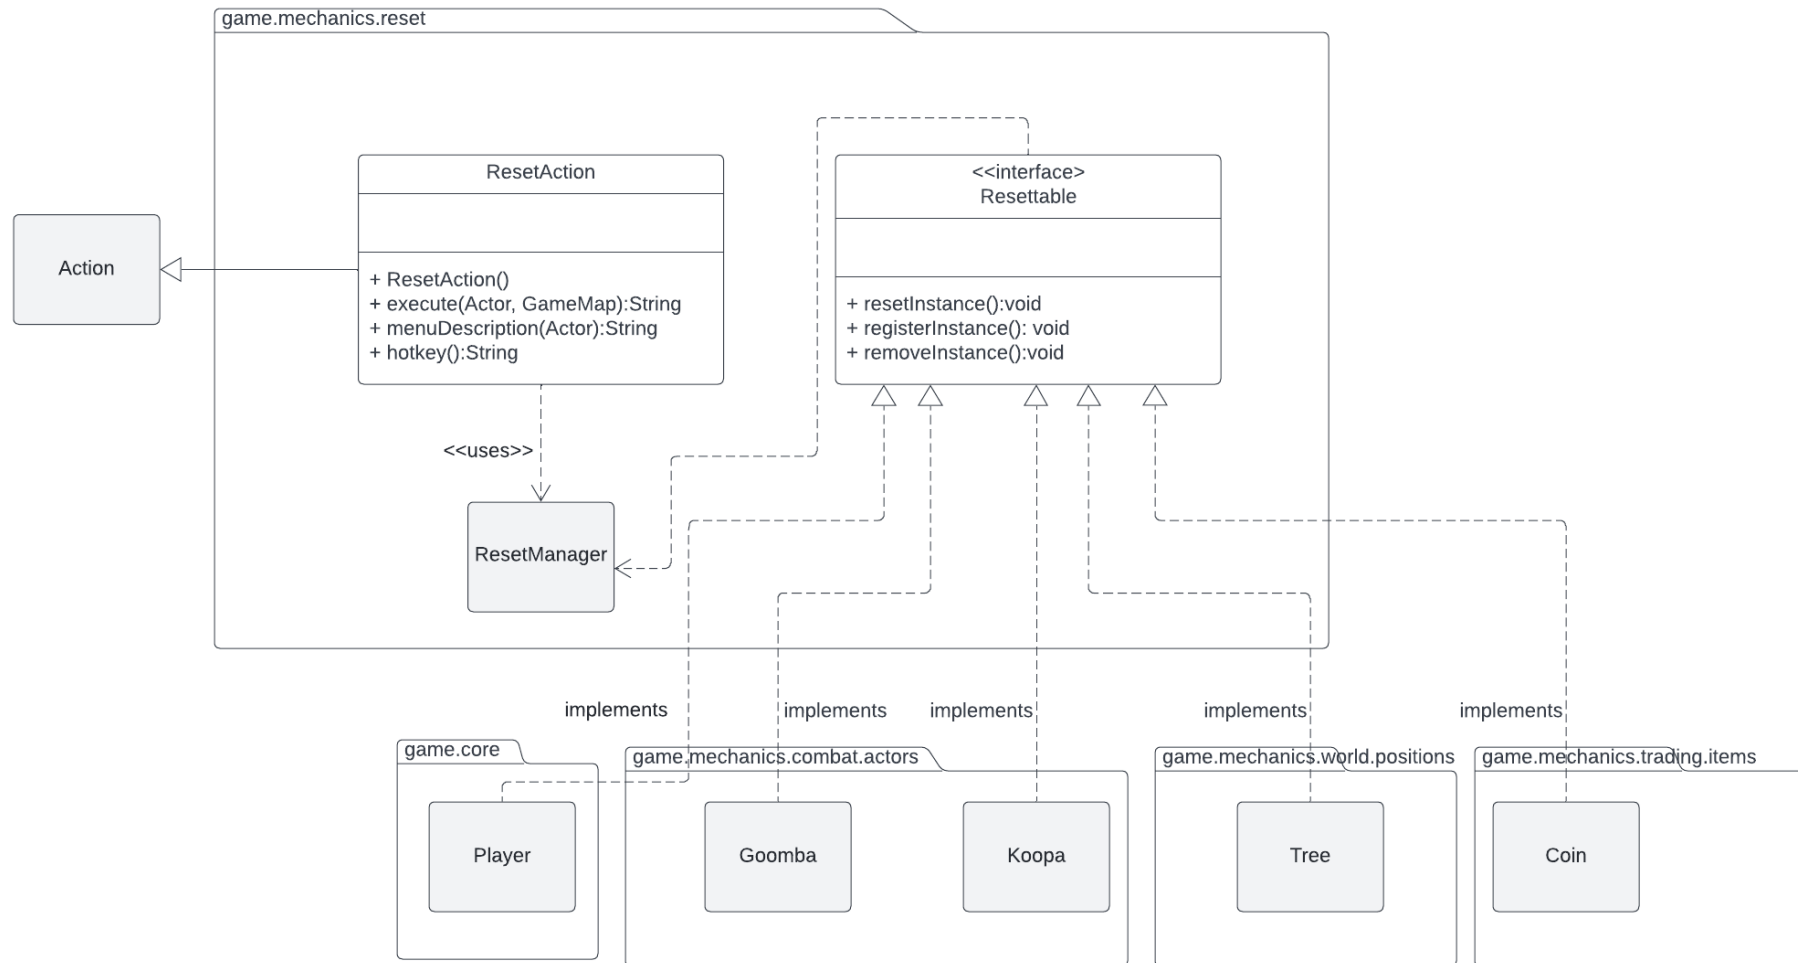 game.mechanics.reset
ResetAction
+ ResetAction()
+ execute(Actor, GameMap):String
+ menuDescription(Actor):String
+ hotkey():String
<<interface>
Resettable
+ resetInstance():void
+ registerInstance(): void
+ removeInstance():void
Action
<<uses>>
ResetManager
implements
implements
implements
implements
implements
game.core
game.mechanics.combat.actors
game.mechanics.world.positions
game.mechanics.trading.items
Player
Goomba
Koopa
Tree
Coin